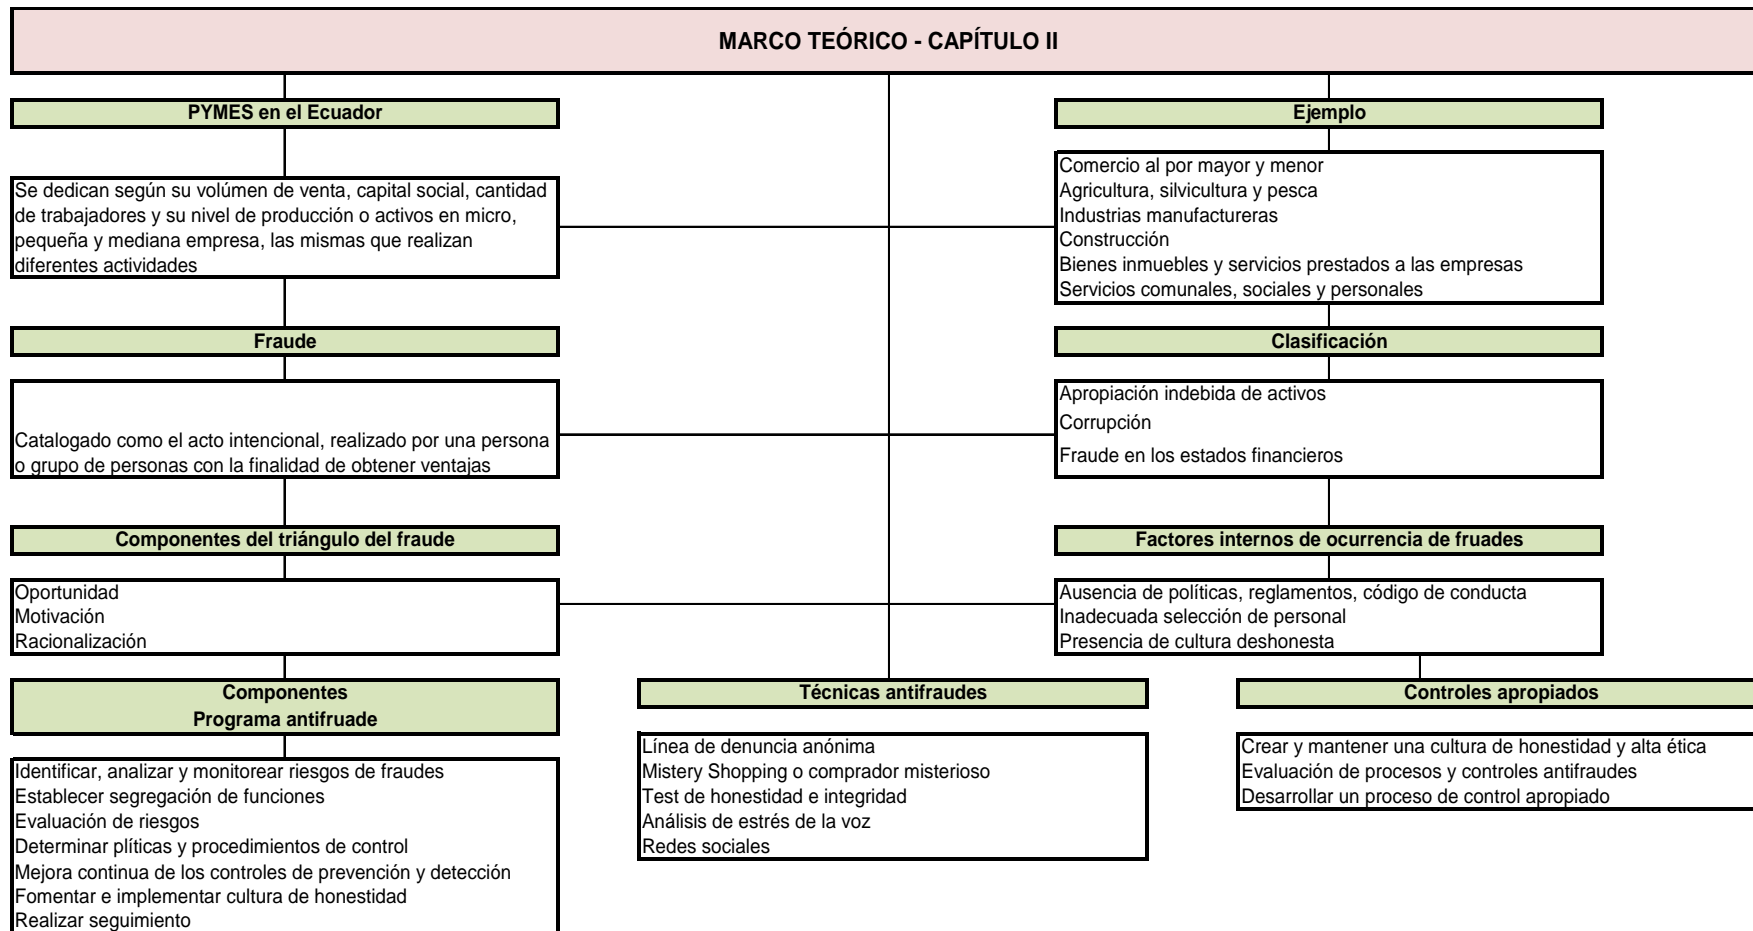 MARCO TEÓRICO - CAPÍTULO II
PYMES en el Ecuador
Se dedican según su volúmen de venta, capital social, cantidad
de trabajadores y su nivel de producción o activos en micro,
pequeña y mediana empresa, las mismas que realizan
diferentes actividades
Ejemplo
Comercio al por mayor y menor
Agricultura, silvicultura y pesca
Industrias manufactureras
Construcción
Bienes inmuebles y servicios prestados a las empresas
Servicios comunales, sociales y personales
Fraude
Catalogado como el acto intencional, realizado por una persona
o grupo de personas con la finalidad de obtener ventajas
Clasificación
Apropiación indebida de activos
Corrupción
Fraude en los estados financieros
Componentes del triángulo del fraude
Oportunidad
Motivación
Racionalización
Factores internos de ocurrencia de fruades
Ausencia de políticas, reglamentos, código de conducta
Inadecuada selección de personal
Presencia de cultura deshonesta
Componentes
Programa antifruade
Identificar, analizar y monitorear riesgos de fraudes
Establecer segregación de funciones
Evaluación de riesgos
Determinar plíticas y procedimientos de control
Mejora continua de los controles de prevención y detección
Fomentar e implementar cultura de honestidad
Realizar seguimiento
Técnicas antifraudes
Línea de denuncia anónima
Mistery Shopping o comprador misterioso
Test de honestidad e integridad
Análisis de estrés de la voz
Redes sociales
Controles apropiados
Crear y mantener una cultura de honestidad y alta ética
Evaluación de procesos y controles antifraudes
Desarrollar un proceso de control apropiado